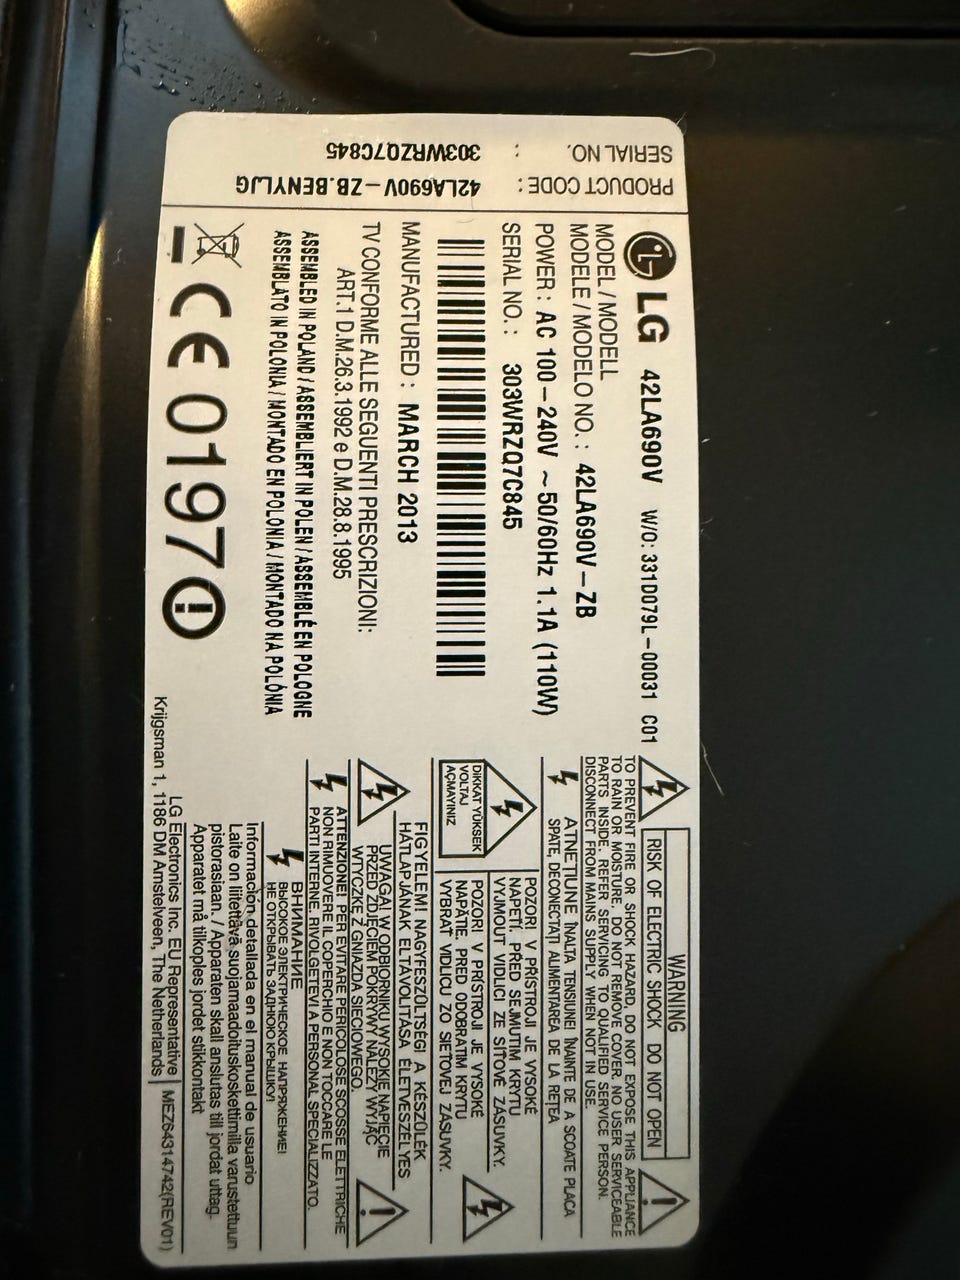 PRODUCT CODE : 42LA690V-ZB.BENYLJG
SERIAL NO. : 303WRZQ7C845
LG 42LA690V W/O: 331D079L-00031 C01
MODEL / MODELL
MODELE / MODELO NO. : 42LA690V-ZB
POWER : AC 100-240V ~50/60Hz 1.1A (110W)
SERIAL NO. : 303WRZQ7C845
MANUFACTURED : MARCH 2013
TV CONFORME ALLE SEGUENTI PRESCRIZIONI:
ART.1 D.M.26.3.1992 e D.M.28.8.1995
ASSEMBLED IN POLAND / ASSEMBLIERT IN POLEN / ASSEMBLÉ EN POLOGNE
ASSEMBLATO IN POLONIA / MONTADO EN POLONIA / MONTADO NA POLÓNIA
CE 0197
WARNING
RISK OF ELECTRIC SHOCK DO NOT OPEN
TO PREVENT FIRE OR SHOCK HAZARD, DO NOT EXPOSE THIS APPLIANCE
TO RAIN OR MOISTURE. DO NOT REMOVE COVER. NO USER SERVICEABLE
PARTS INSIDE. REFER SERVICING TO QUALIFIED SERVICE PERSON.
DISCONNECT FROM MAINS SUPPLY WHEN NOT IN USE.
ATNEŢIUNE ÎNALTA TENSIUNE! ÎNAINTE DE A SCOATE PLACA
SPATE, DECONECTAŢI ALIMENTAREA DE LA REŢEA
DIKKAT YÜKSEK
VOLTAJ
AÇMAYINIZ
POZOR! V PŘÍSTROJI JE VYSOKÉ
NAPĚTÍ. PŘED SEJMUTIM KRYTU
VYJMOUT VIDLICI ZE SÍŤOVÉ ZÁSUVKY.
POZOR! V PRÍSTROJI JE VYSOKÉ
NAPÄTIE. PRED ODOBRATIM KRYTU
VYBRAT VIDLICU ZO SIEŤOVEJ ZÁSUVKY.
FIGYELEM! NAGYFESZÜLTSÉG! A KÉSZÜLÉK
HÁTLAPJÁNAK ELTÁVOLÍTÁSA ÉLETVESZÉLYES
UWAGA! W ODBIORNIKU WYSOKIE NAPIĘCIE
PRZED ZDJĘCIEM POKRYWY NALEŻY WYJĄĆ
WTYCZKĘ Z GNIAZDA SIECIOWEGO.
ATTENZIONE! PER EVITARE PERICOLOSE SCOSSE ELETTRICHE
NON RIMUOVERE IL COPERCHIO E NON TOCCARE LE
PARTI INTERNE. RIVOLGETEVI A PERSONAL SPECIALIZZATO.
ВНИМАНИЕ
ВЫСОКОЕ ЭЛЕКТРИЧЕСКОЕ НАПРЯЖЕНИЕ!
НЕ ОТКРЫВАТЬ ЗАДНЮЮ КРЫШКУ!
Información detallada en el manual de usuario
Laite on liitettävä suojamaadoituskoskettimilla varustettuun
pistorasiaan. / Apparaten skall anslutas till jordat uttag.
Apparatet må tilkoples jordet stikkontakt
LG Electronics Inc. EU Representative
Krijgsman 1, 1186 DM Amstelveen, The Netherlands
MEZ64314742(REV01)